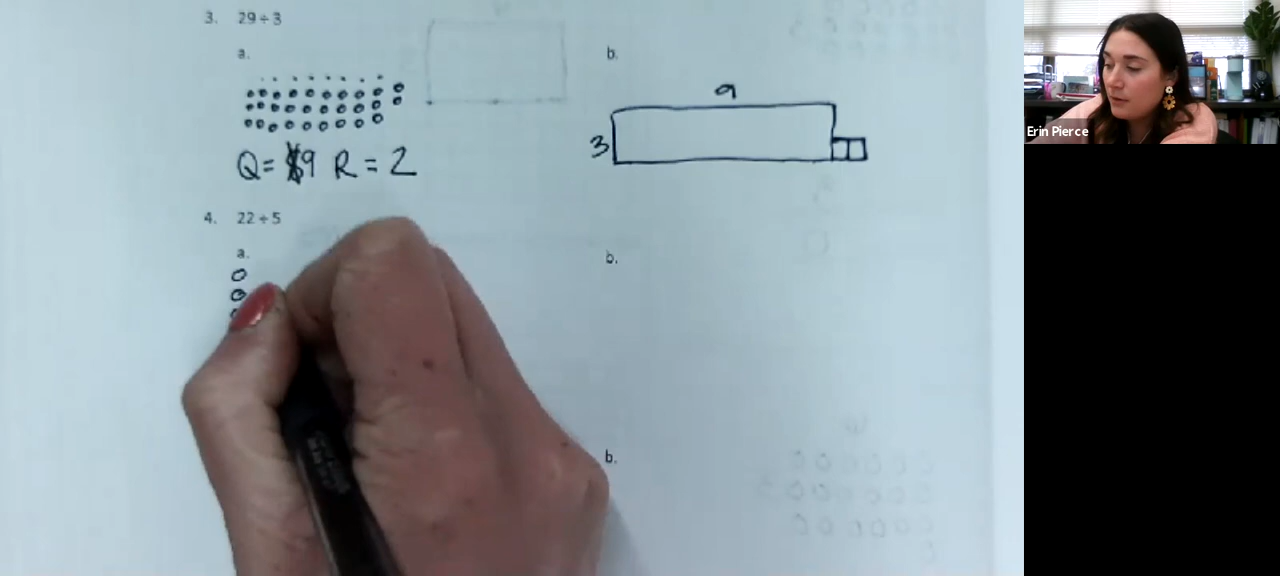 3. 29÷3
a.
b.
9
3
Q= 9 R = 2
4. 22÷5
a.
b.
b.
Erin Pierce